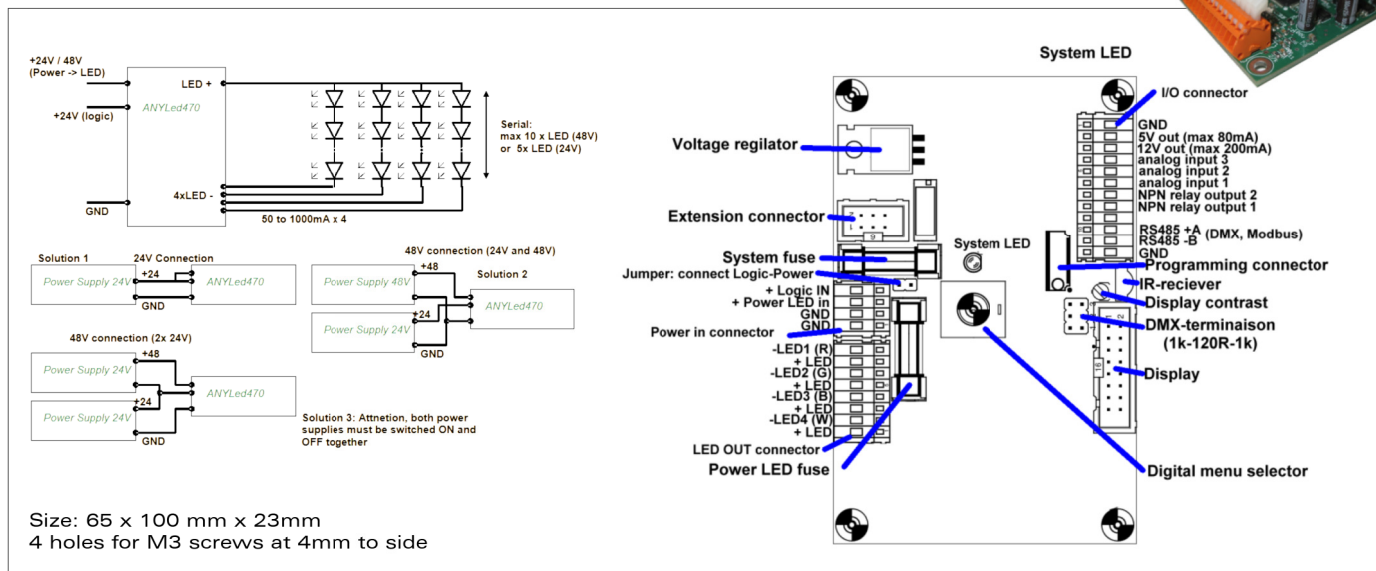 +24V / 48V
(Power -> LED)
LED +
ANYLed470
+24V (logic)
Serial:
max 10 x LED (48V)
or 5x LED (24V)
4xLED -
GND
50 to 1000mA x 4
Solution 1
24V Connection
Power Supply 24V
+24
ANYLed470
GND
48V connection (24V and 48V)
Power Supply 48V
+48
Solution 2
ANYLed470
Power Supply 24V
+24
GND
48V connection (2x 24V)
Power Supply 24V
+48
ANYLed470
Power Supply 24V
+24
GND
Solution 3: Attnetion, both power
supplies must be switched ON and
OFF together
Size: 65 x 100 mm x 23mm
4 holes for M3 screws at 4mm to side
System LED
Voltage regilator
Extension connector
System fuse
Jumper: connect Logic-Power
+ Logic IN
+ Power LED in
GND
GND
Power in connector
-LED1 (R)
+ LED
-LED2 (G)
+ LED
-LED3 (B)
+ LED
-LED4 (W)
+ LED
LED OUT connector
Power LED fuse
System LED
I/O connector
GND
5V out (max 80mA)
12V out (max 200mA)
analog input 3
analog input 2
analog input 1
NPN relay output 2
NPN relay output 1
RS485 +A
RS485 -B
(DMX, Modbus)
GND
Programming connector
IR-reciever
Display contrast
DMX-terminaison
(1k-120R-1k)
1 2
16
Display
Digital menu selector